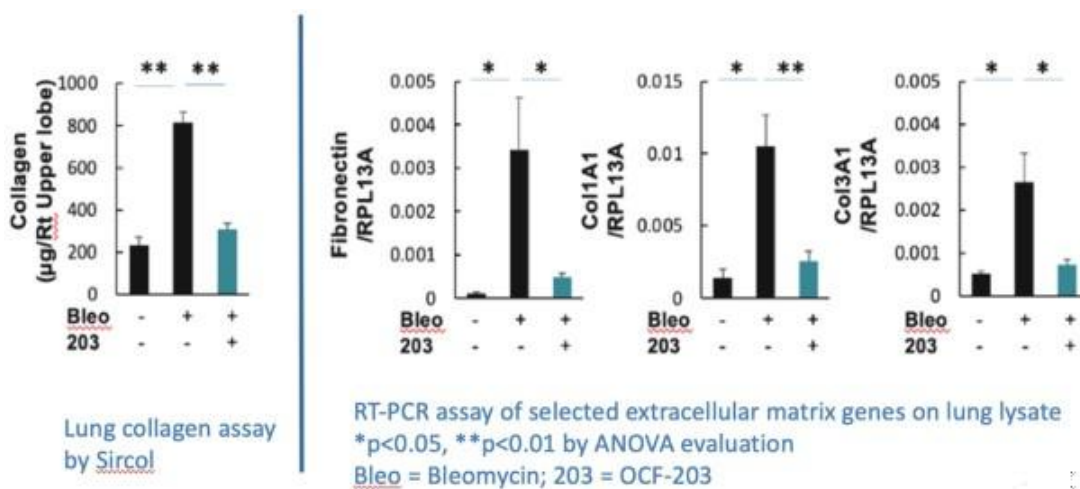 ** **
Collagen
(µg/Rt Upper lobe)
1000
800
600
400
200
0
Bleo - + +
203 - - +
Lung collagen assay
by Sircol
* *
Fibronectin
/RPL13A
0.005
0.004
0.003
0.002
0.001
0
Bleo - + +
203 - - +
* **
Col1A1
/RPL13A
0.015
0.01
0.005
0
Bleo - + +
203 - - +
* *
Col3A1
/RPL13A
0.005
0.004
0.003
0.002
0.001
0
Bleo - + +
203 - - +
RT-PCR assay of selected extracellular matrix genes on lung lysate
*p<0.05, **p<0.01 by ANOVA evaluation
Bleo = Bleomycin; 203 = OCF-203